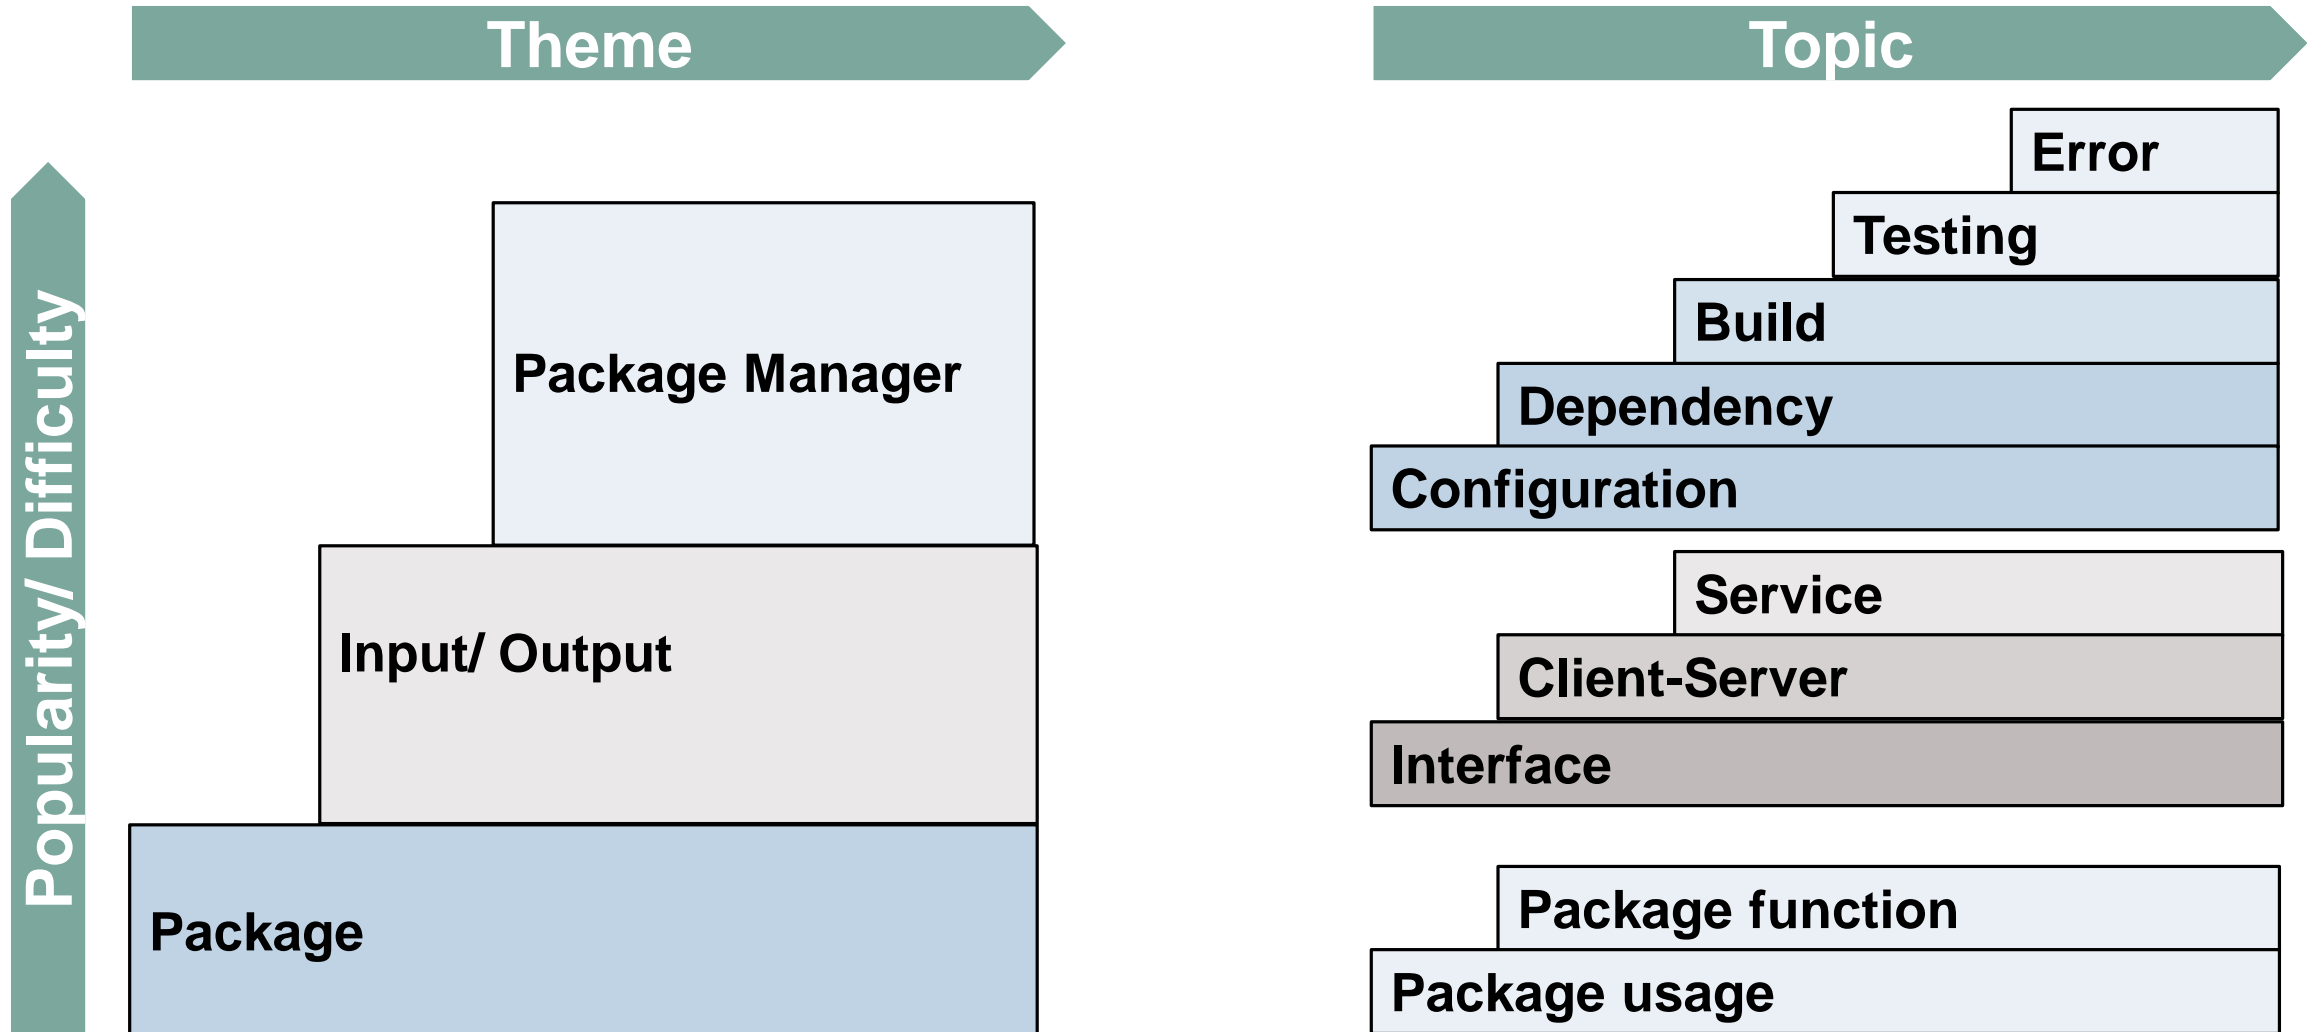 Theme
Topic
Popularity/ Difficulty
Package Manager
Input/ Output
Package
Error
Testing
Build
Dependency
Configuration
Service
Client-Server
Interface
Package function
Package usage